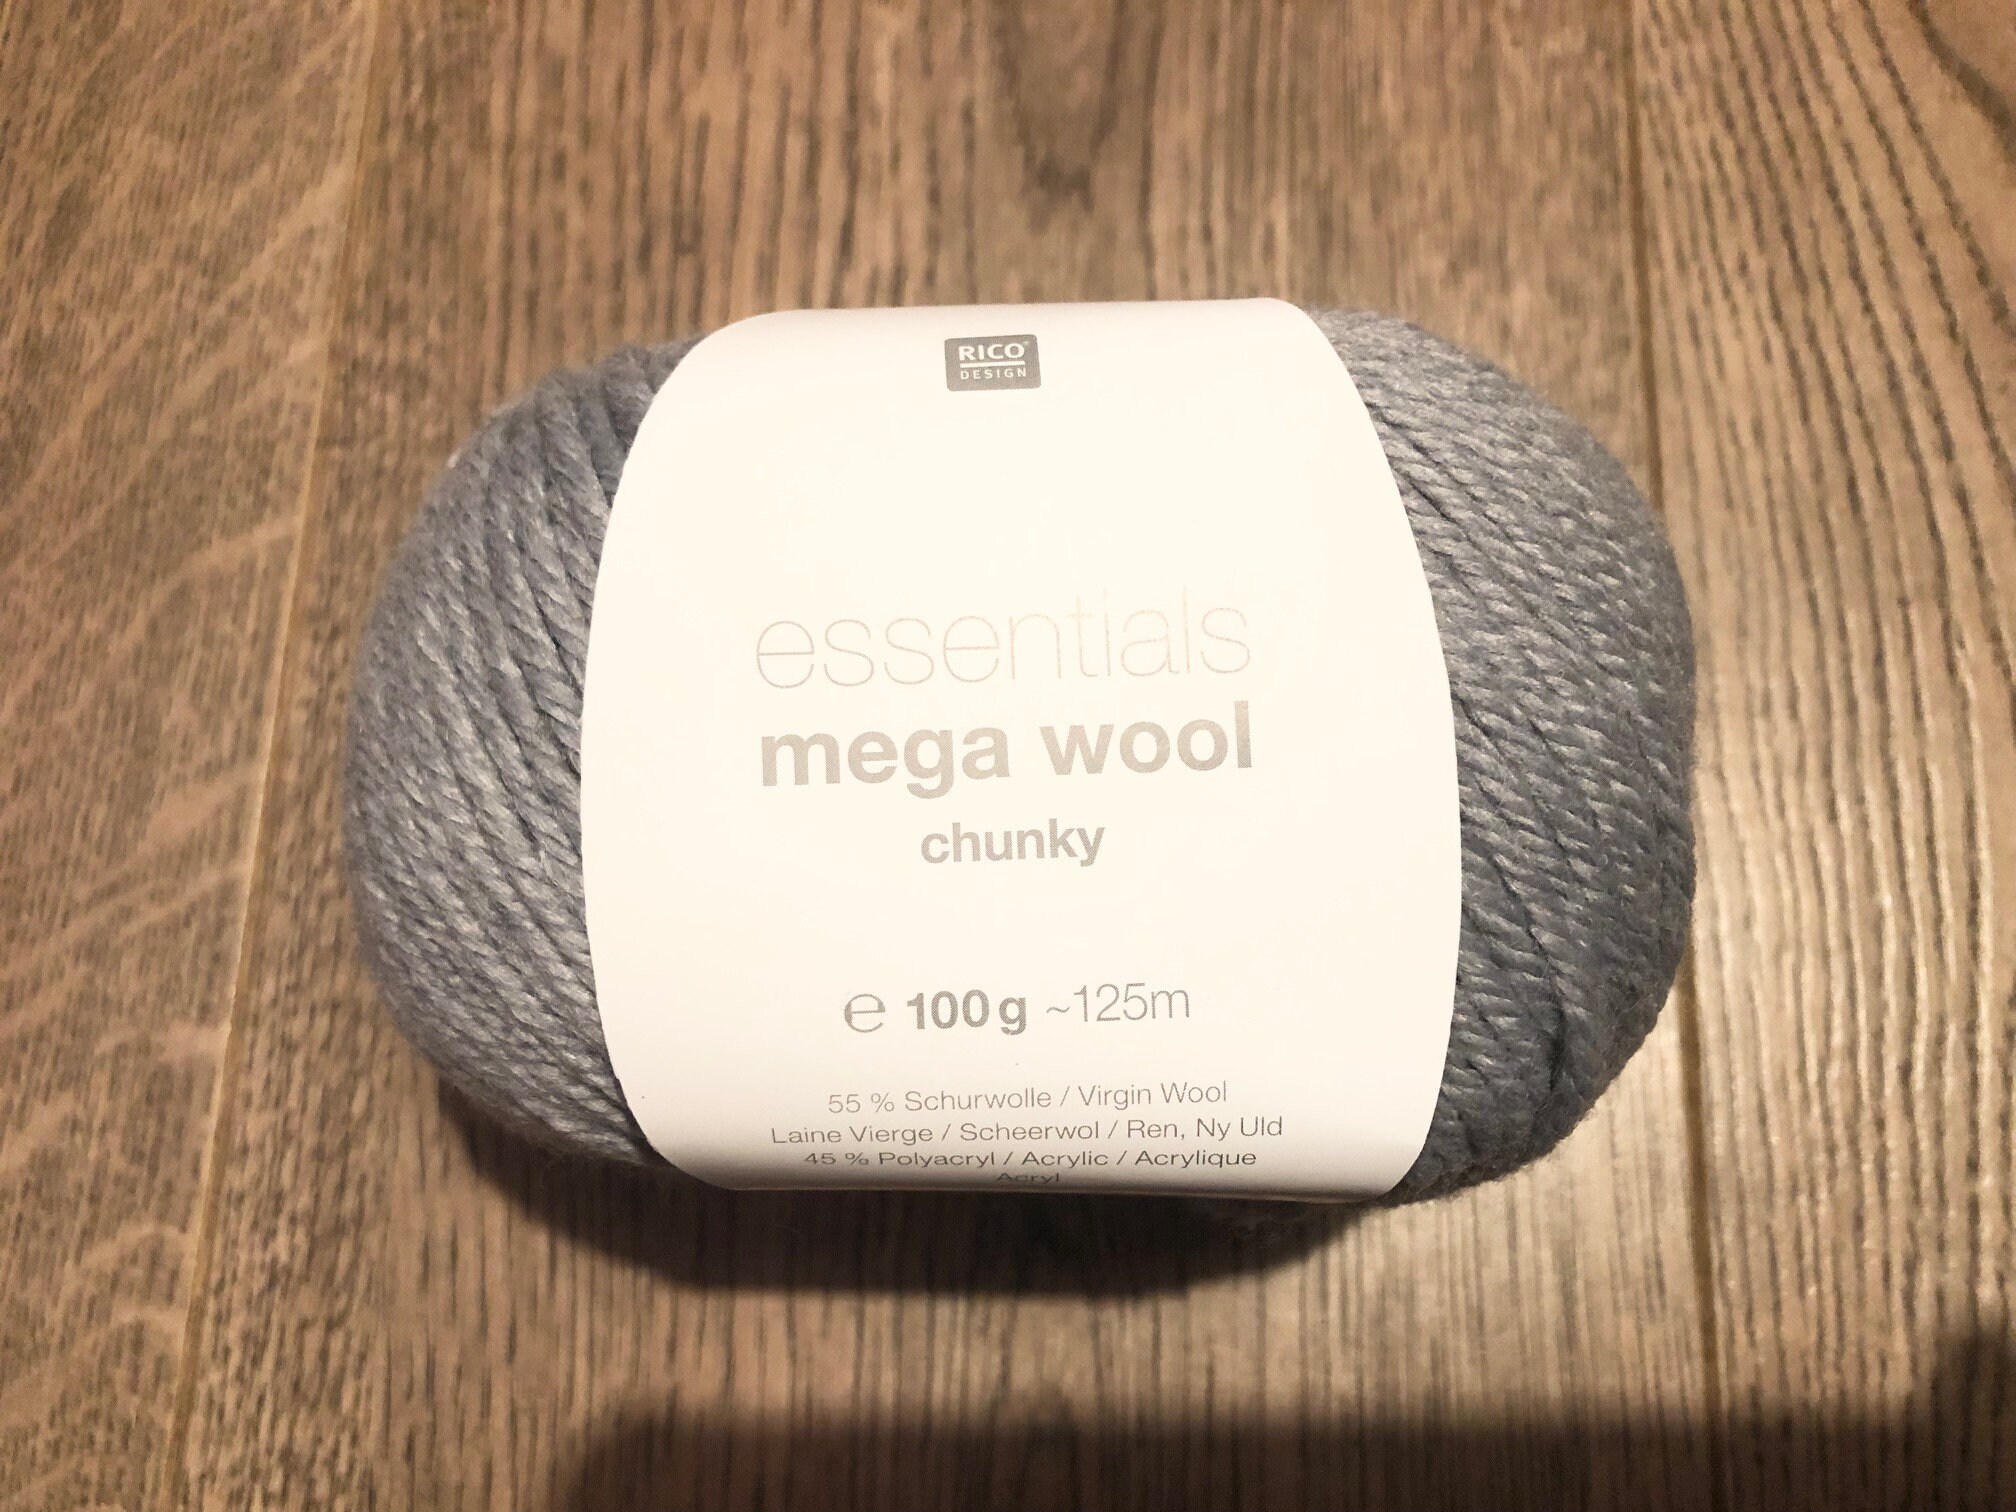 RICO
DESIGN
essentials
mega wool
chunky
℮ 100g ~125m
55 % Schurwolle / Virgin Wool
Laine Vierge / Scheerwol / Ren, Ny Uld
45 % Polyacryl / Acrylic / Acrylique
Acryl